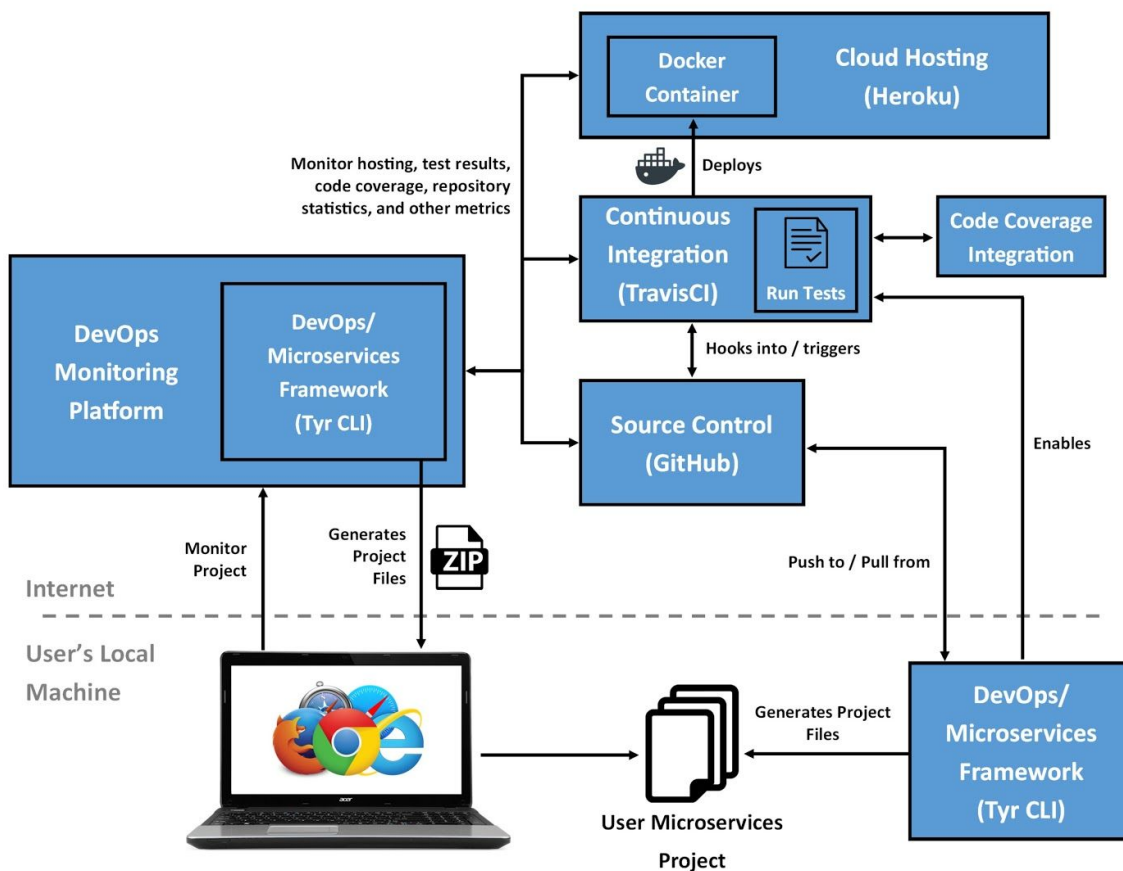 Docker
Container
Cloud Hosting
(Heroku)
Deploys
Monitor hosting, test results,
code coverage, repository
statistics, and other metrics
Continuous
Integration
(TravisCI)
Run Tests
Code Coverage
Integration
DevOps
Monitoring
Platform
DevOps/
Microservices
Framework
(Tyr CLI)
Hooks into / triggers
Source Control
(GitHub)
Enables
Monitor
Project
Generates
Project
Files
ZIP
Push to / Pull from
Internet
User's Local
Machine
acer
Generates Project
Files
User Microservices
Project
DevOps/
Microservices
Framework
(Tyr CLI)